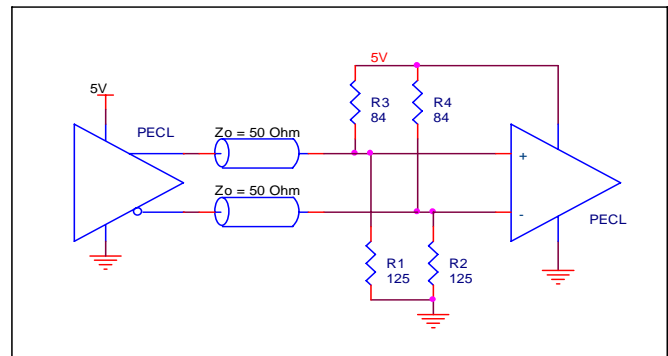 5V
5V
R3
84
R4
84
PECL
Zo = 50 Ohm
+
Zo = 50 Ohm
-
PECL
R1
125
R2
125